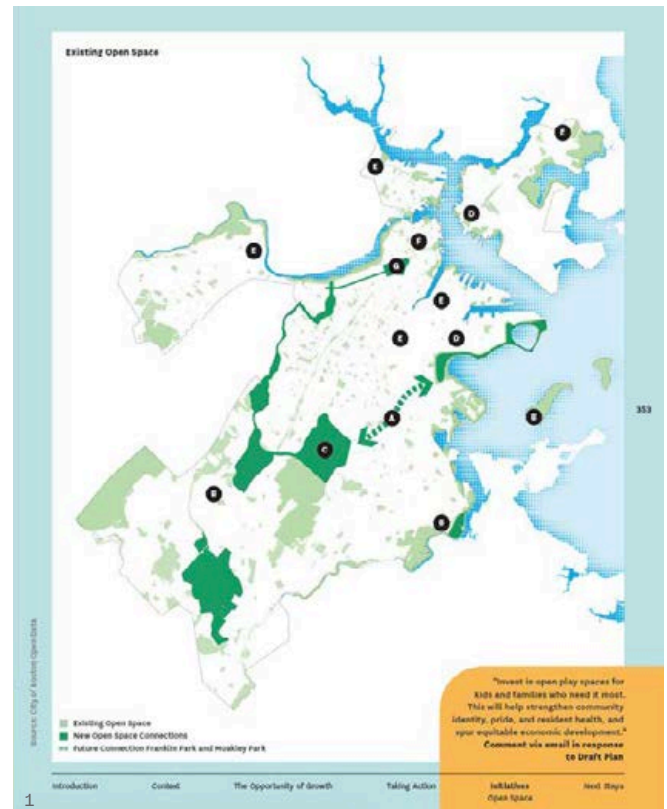 Existing Open Space
E
E
D
E
F
G
E
E
D
A
B
C
E
B
353
Source: City of Boston Open Data
"Invest in open play spaces for
kids and families who need it most.
This will help strengthen community
identity, pride, and resident health, and
spur equitable economic development."
Comment via email in response
to Draft Plan
Existing Open Space
New Open Space Connections
Future Connection Franklin Park and Moakley Park
Introduction Context The Opportunity of Growth Taking Action Initiatives Next Steps
Open Space
1